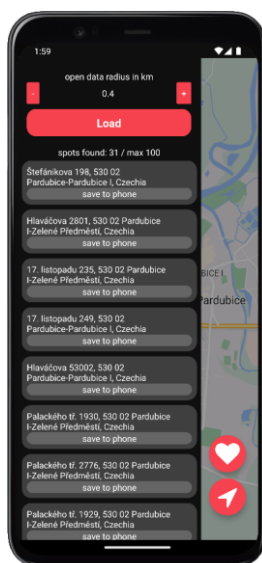 1:59
open data radius in km
-
0.4
+
Load
spots found: 31 / max 100
Štefánikova 198, 530 02
Pardubice-Pardubice I, Czechia
save to phone
Hlaváčova 2801, 530 02 Pardubice
I-Zelené Předměstí, Czechia
save to phone
17. listopadu 235, 530 02 Pardubice
I-Zelené Předměstí, Czechia
save to phone
17. listopadu 249, 530 02
Pardubice-Pardubice I, Czechia
save to phone
Hlaváčova 53002, 530 02
Pardubice-Pardubice I, Czechia
save to phone
Palackého tř. 1930, 530 02 Pardubice
I-Zelené Předměstí, Czechia
save to phone
Palackého tř. 2776, 530 02 Pardubice
I-Zelené Předměstí, Czechia
save to phone
Palackého tř. 1929, 530 02 Pardubice
I-Zelené Předměstí, Czechia
save to phone
BICE I
Pardubice